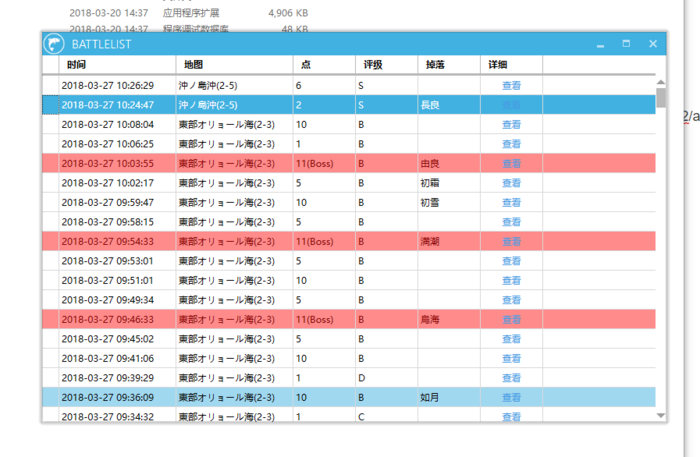 2018-03-20 14:37 应用程序扩展 4,906 KB
2018-03-20 14:37 程序调试数据库 48 KB
BATTLELIST
时间 地图 点 评级 掉落 详细
2018-03-27 10:26:29 沖ノ島沖(2-5) 6 S 查看
2018-03-27 10:24:47 沖ノ島沖(2-5) 2 S 長良 查看
2018-03-27 10:08:04 東部オリョール海(2-3) 10 B 查看
2018-03-27 10:06:25 東部オリョール海(2-3) 1 B 查看
2018-03-27 10:03:55 東部オリョール海(2-3) 11(Boss) B 由良 查看
2018-03-27 10:02:17 東部オリョール海(2-3) 5 B 初霜 查看
2018-03-27 09:59:47 東部オリョール海(2-3) 10 B 初雪 查看
2018-03-27 09:58:15 東部オリョール海(2-3) 5 B 查看
2018-03-27 09:54:33 東部オリョール海(2-3) 11(Boss) B 満潮 查看
2018-03-27 09:53:01 東部オリョール海(2-3) 5 B 查看
2018-03-27 09:51:01 東部オリョール海(2-3) 10 B 查看
2018-03-27 09:49:34 東部オリョール海(2-3) 5 B 查看
2018-03-27 09:46:33 東部オリョール海(2-3) 11(Boss) B 鳥海 查看
2018-03-27 09:45:02 東部オリョール海(2-3) 5 B 查看
2018-03-27 09:41:06 東部オリョール海(2-3) 10 B 查看
2018-03-27 09:39:29 東部オリョール海(2-3) 1 D 查看
2018-03-27 09:36:09 東部オリョール海(2-3) 10 B 如月 查看
2018-03-27 09:34:32 東部オリョール海(2-3) 1 C 查看
2/a